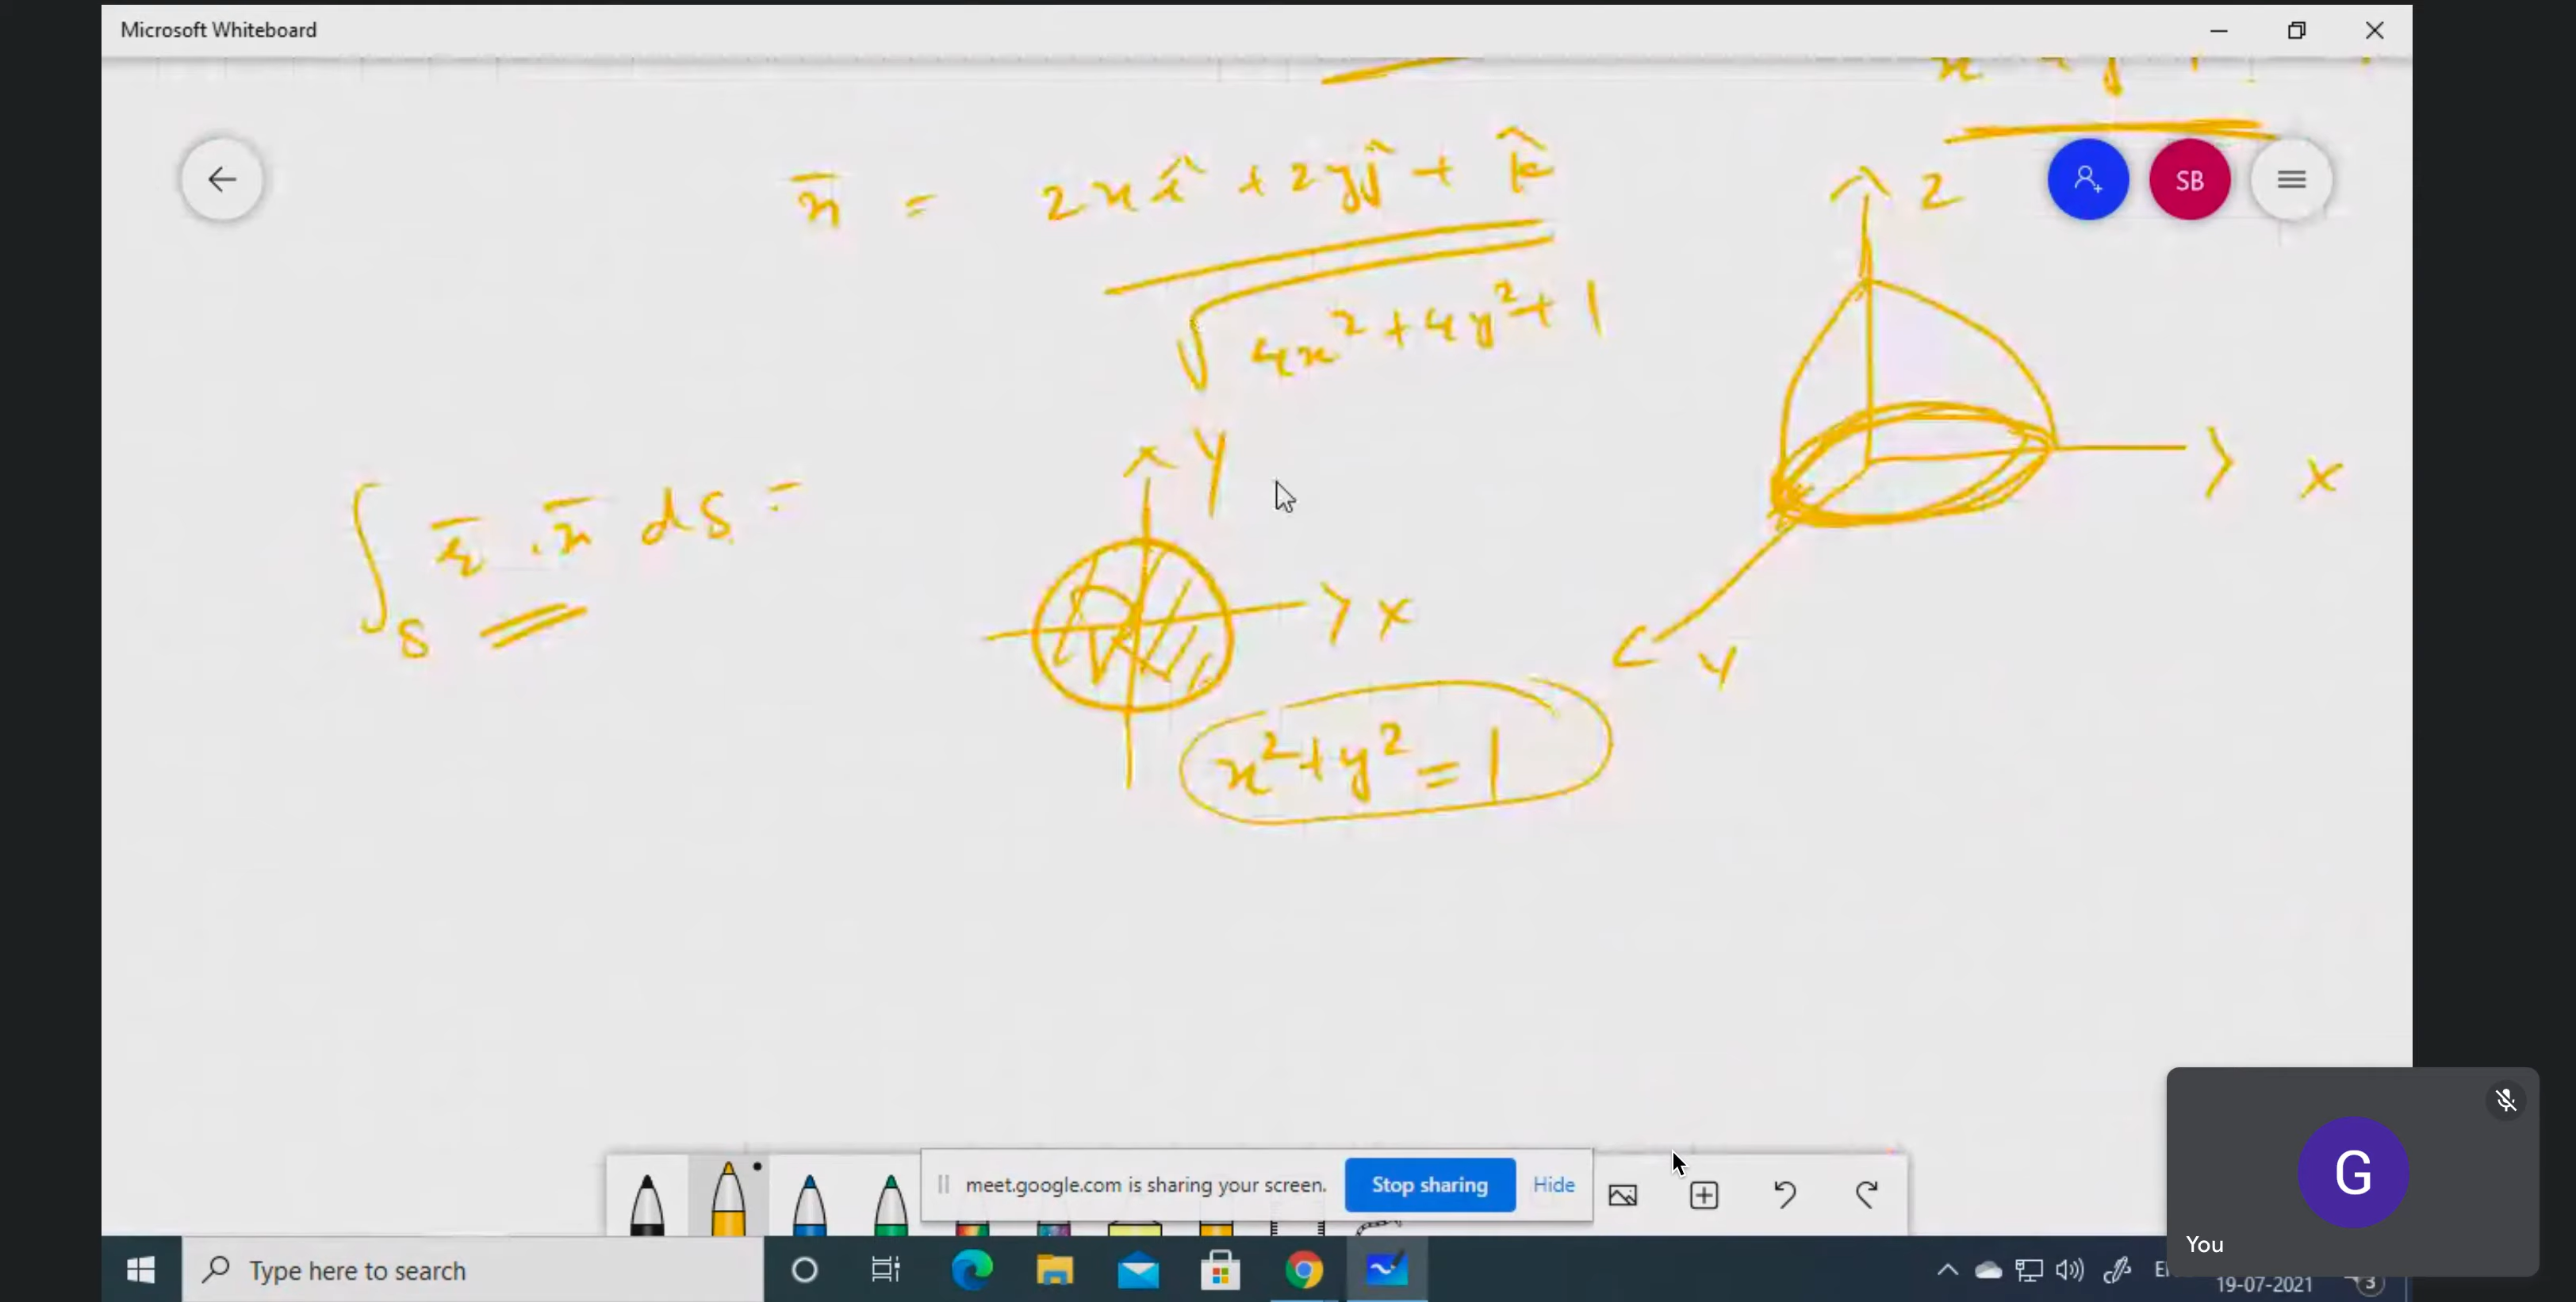 Microsoft Whiteboard
n̄ = 2xî + 2yĵ + k̂
√4x² + 4y² + 1
SB
Z
Y
∫ r̄ . n̄ ds =
S
X
X
Y
x² + y² = 1
meet.google.com is sharing your screen.
Stop sharing
Hide
G
You
Type here to search
19-07-2021
3